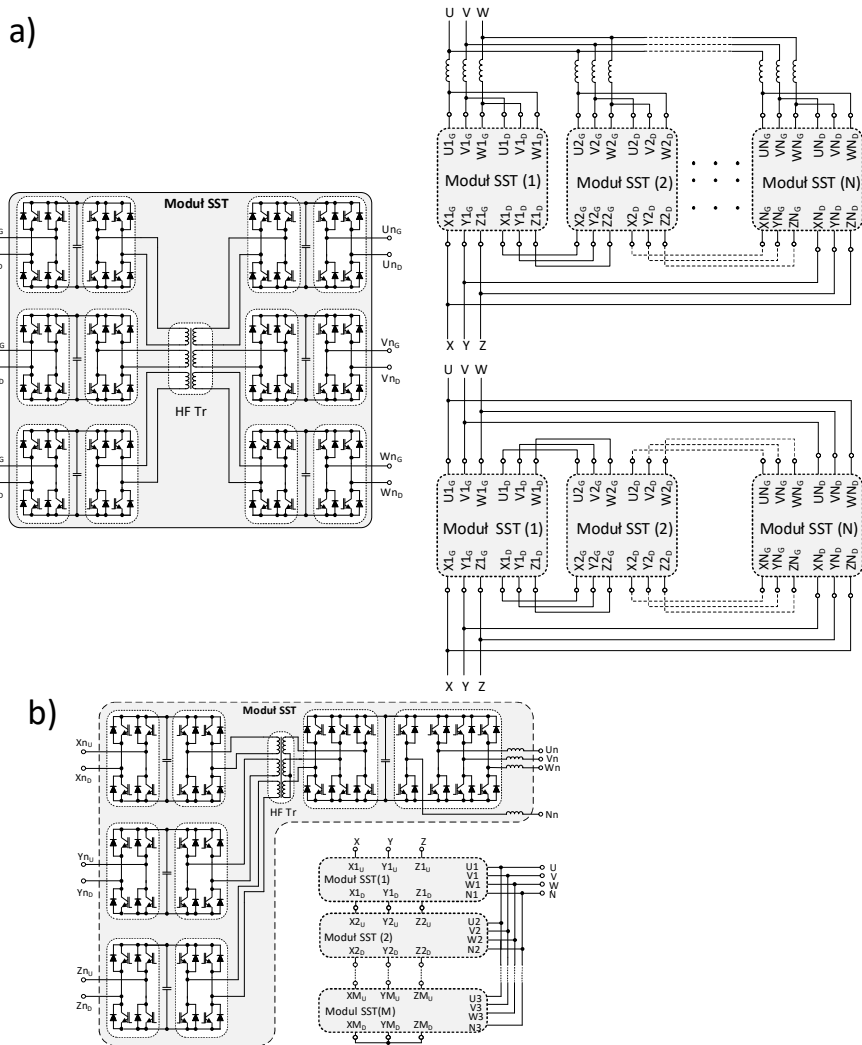 a)
U V W
U1G V1G W1G U1D V1D W1D
U2G V2G W2G U2D V2D W2D
UNG VNG WNG UND VND WND
Moduł SST (1)
Moduł SST (2)
Moduł SST (N)
X1G Y1G Z1G X1D Y1D Z1D
X2G Y2G Z2G X2D Y2D Z2D
XNG YNG ZNG XND YND ZND
X Y Z
Moduł SST
UnG
UnD
VnG
VnD
HF Tr
WnG
WnD
U V W
U1G V1G W1G U1D V1D W1D
U2G V2G W2G U2D V2D W2D
UNG VNG WNG UND VND WND
Moduł SST (1)
Moduł SST (2)
Moduł SST (N)
X1G Y1G Z1G X1D Y1D Z1D
X2G Y2G Z2G X2D Y2D Z2D
XNG YNG ZNG XND YND ZND
X Y Z
b)
Moduł SST
XnU
XnD
Un
Vn
Wn
HF Tr
Nn
YnU
YnD
ZnU
ZnD
X Y Z
X1U Y1U Z1U
Moduł SST(1)
X1D Y1D Z1D
U1
V1
W1
N1
U
V
W
N
X2U Y2U Z2U
Moduł SST (2)
X2D Y2D Z2D
U2
V2
W2
N2
XMU YMU ZMU
Moduł SST(M)
XMD YMD ZMD
U3
V3
W3
N3